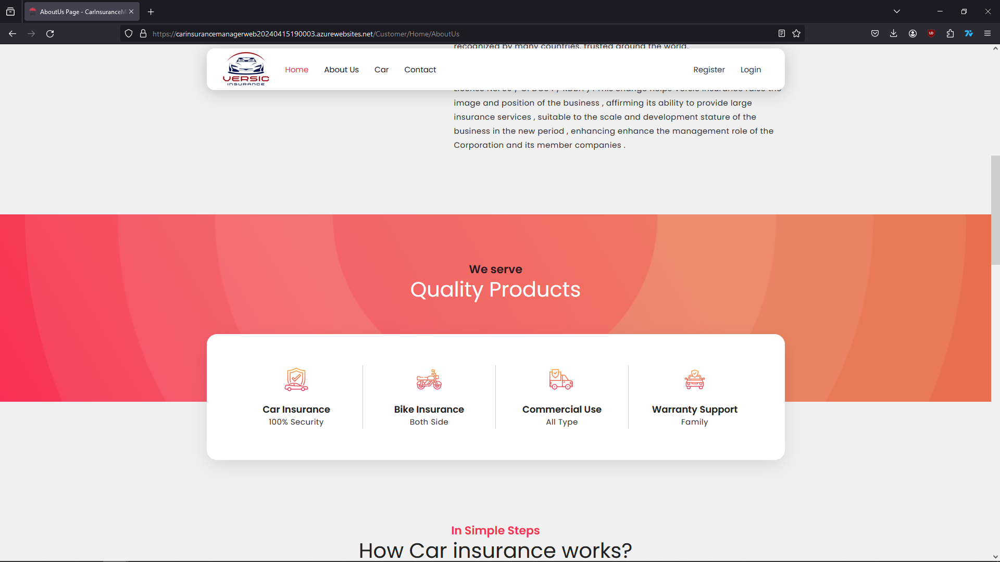 AboutUs Page - CarInsuranceM
https://carinsurancemanagerweb20240415190003.azurewebsites.net/Customer/Home/AboutUs
recognized by many countries, trusted around the world.
VERSIC
INSURANCE
Home
About Us
Car
Contact
Register
Login
image and position of the business , affirming its ability to provide large
insurance services , suitable to the scale and development stature of the
business in the new period , enhancing enhance the management role of the
Corporation and its member companies .
We serve
Quality Products
Car Insurance
100% Security
Bike Insurance
Both Side
Commercial Use
All Type
Warranty Support
Family
In Simple Steps
How Car insurance works?